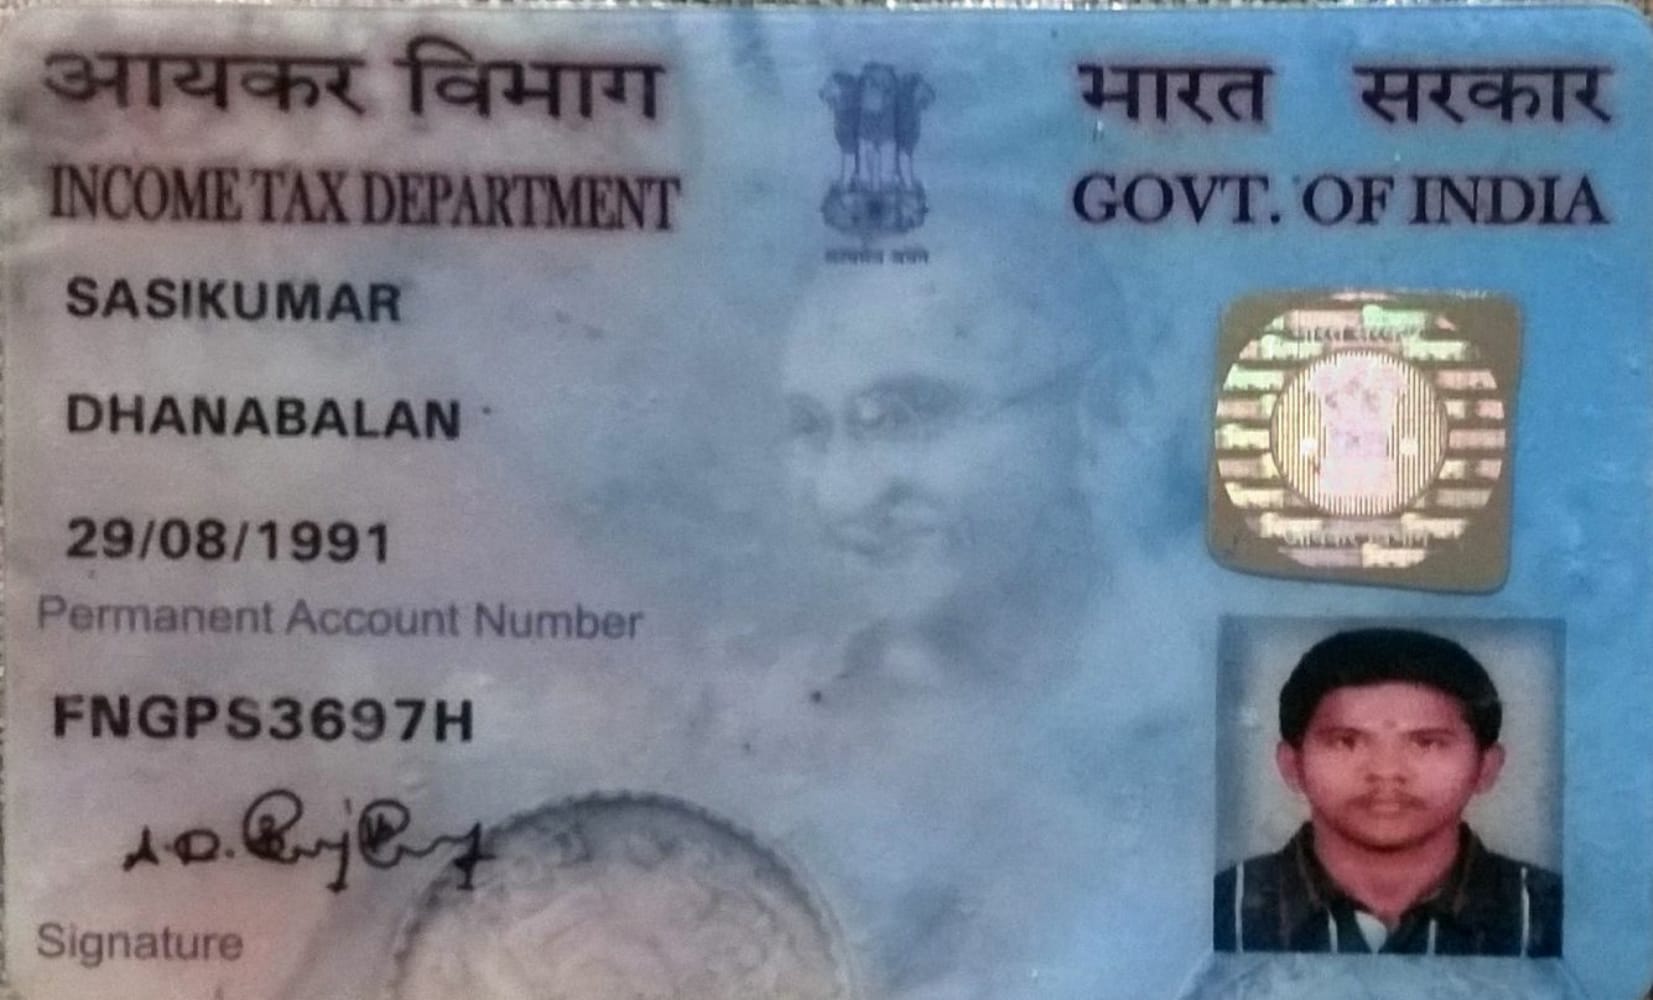 आयकर विभाग
INCOME TAX DEPARTMENT
भारत सरकार
GOVT. OF INDIA
सत्यमेव जयते
SASIKUMAR
DHANABALAN
29/08/1991
Permanent Account Number
FNGPS3697H
Signature